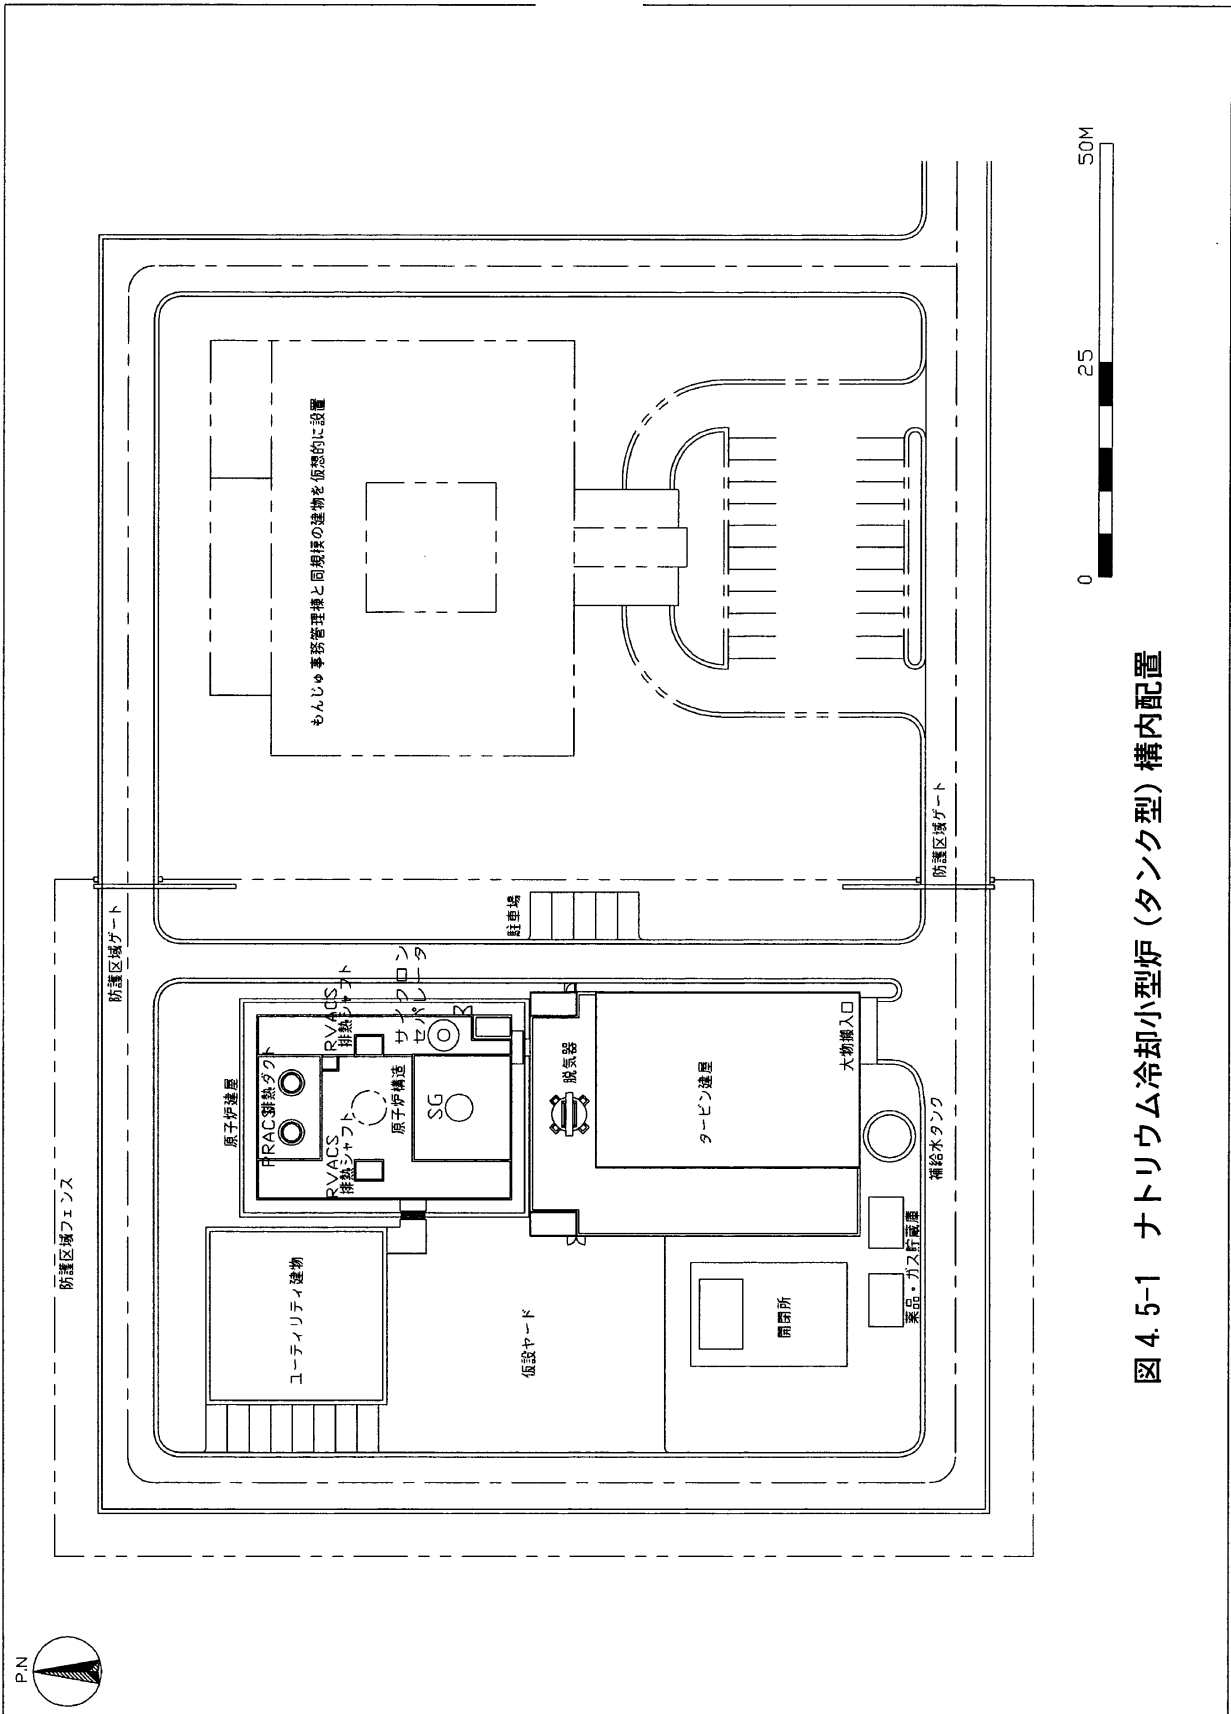 P.N
防護区域フェンス
防護区域ゲート
原子炉建屋
PRACS排熱ダクト
RVACS
排熱シャフト
RVACS
排熱シャフト
サイクロン
セパレータ
原子炉構造
SG
ユーティリティ建物
駐車場
もんじゅ事務管理棟と同規模の建物を仮想的に設置
脱気器
タービン建屋
大物搬入口
仮設ヤード
開閉所
補給水タンク
薬品・ガス貯蔵庫
防護区域ゲート
0 25 50M
図4.5-1 ナトリウム冷却小型炉(タンク型)構内配置